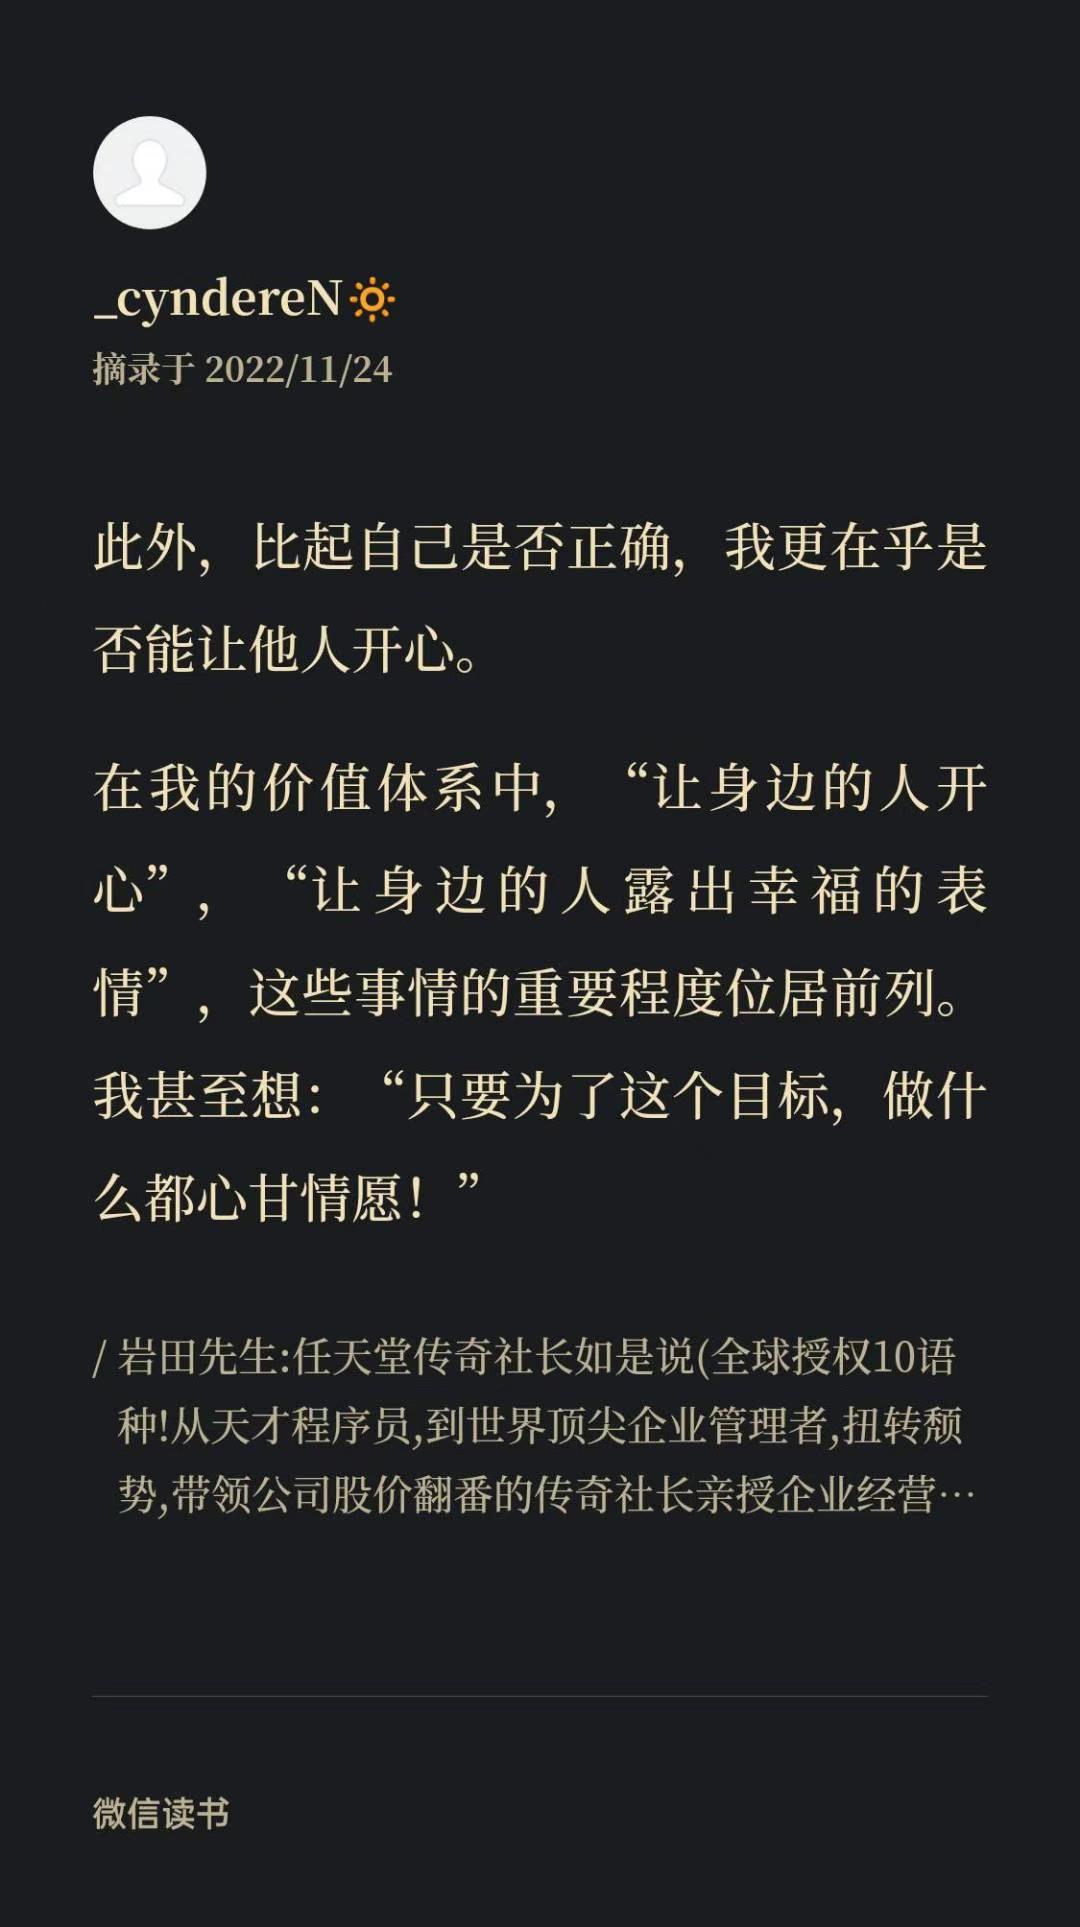 _cyndereN🔅
摘录于 2022/11/24
此外，比起自己是否正确，我更在乎是
否能让他人开心。
在我的价值体系中，“让身边的人开
心”，“让身边的人露出幸福的表
情”，这些事情的重要程度位居前列。
我甚至想：“只要为了这个目标，做什
么都心甘情愿！”
/ 岩田先生:任天堂传奇社长如是说(全球授权10语
种!从天才程序员,到世界顶尖企业管理者,扭转颓
势,带领公司股价翻番的传奇社长亲授企业经营…
微信读书